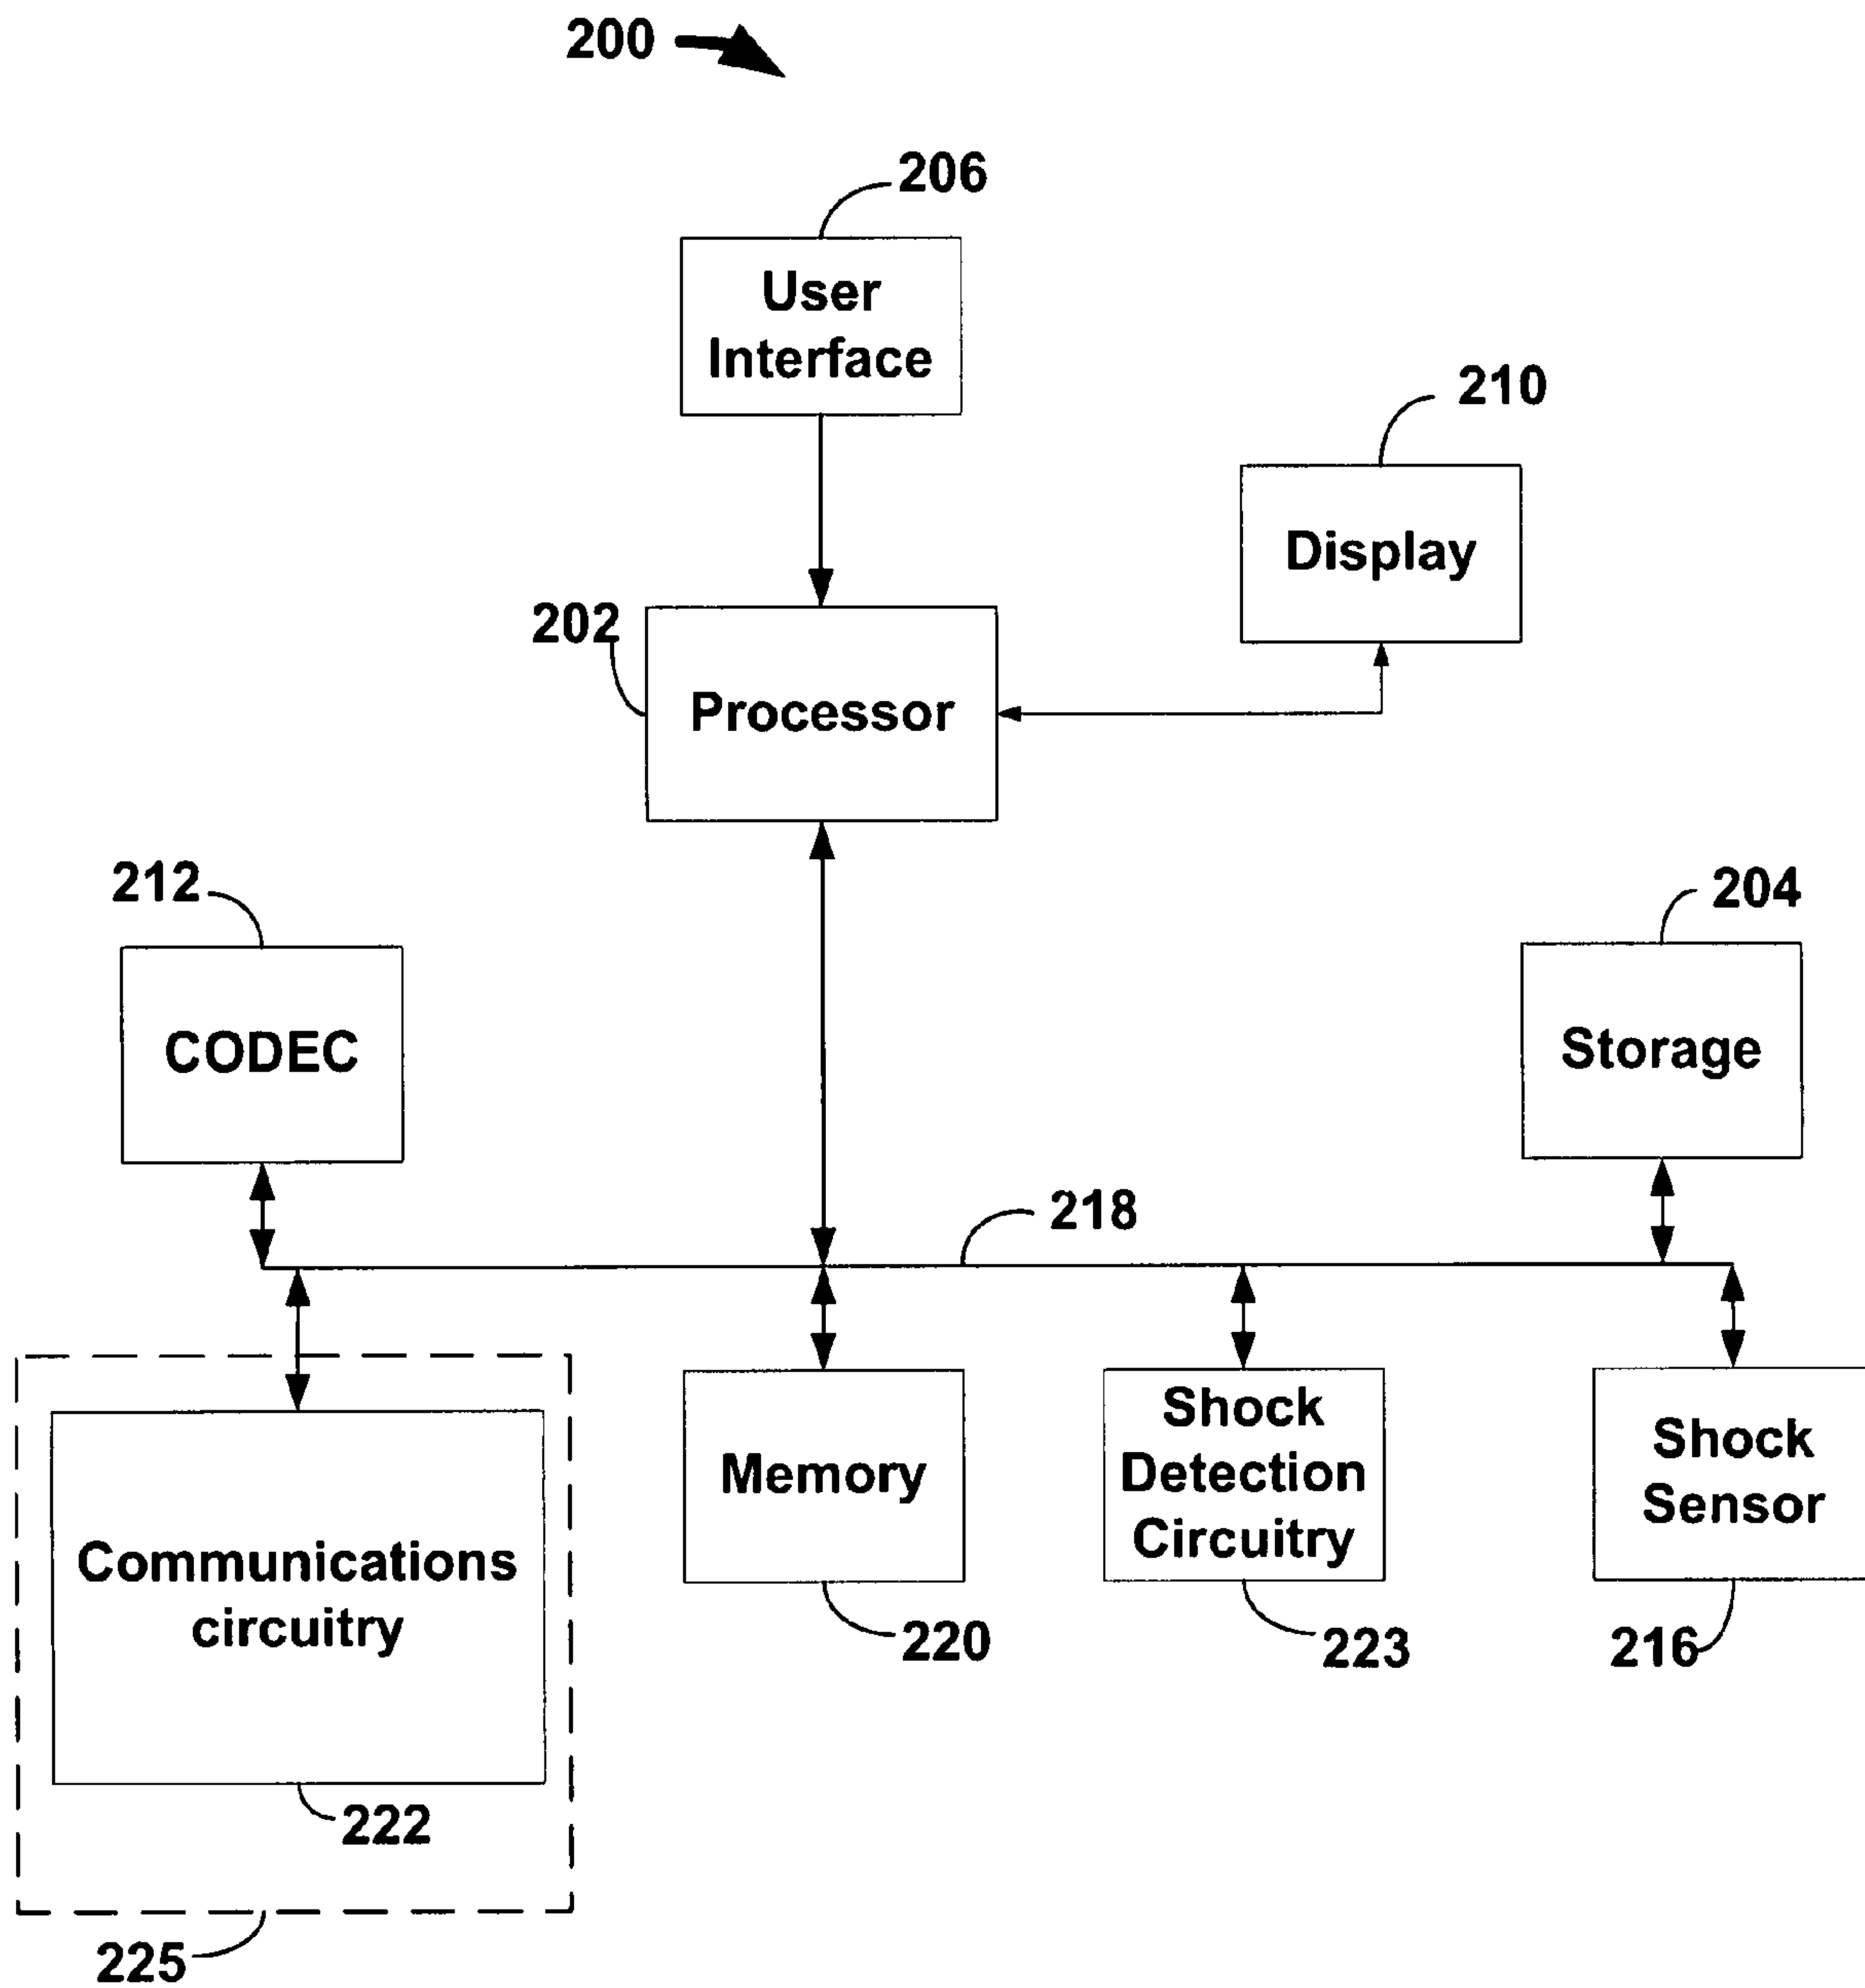 200
206
User
Interface
210
Display
202
Processor
212
CODEC
204
Storage
218
Communications
circuitry
222
225
Memory
220
Shock
Detection
Circuitry
223
Shock
Sensor
216